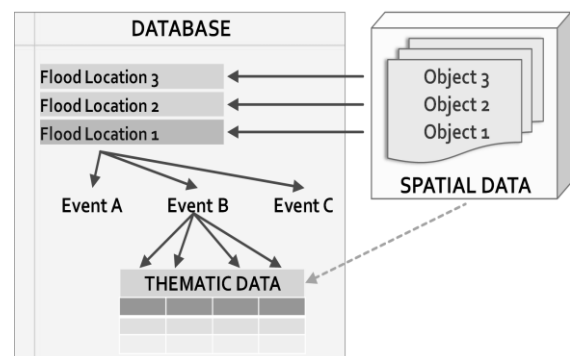 DATABASE
Flood Location 3
Flood Location 2
Flood Location 1
Object 3
Object 2
Object 1
SPATIAL DATA
Event A
Event B
Event C
THEMATIC DATA